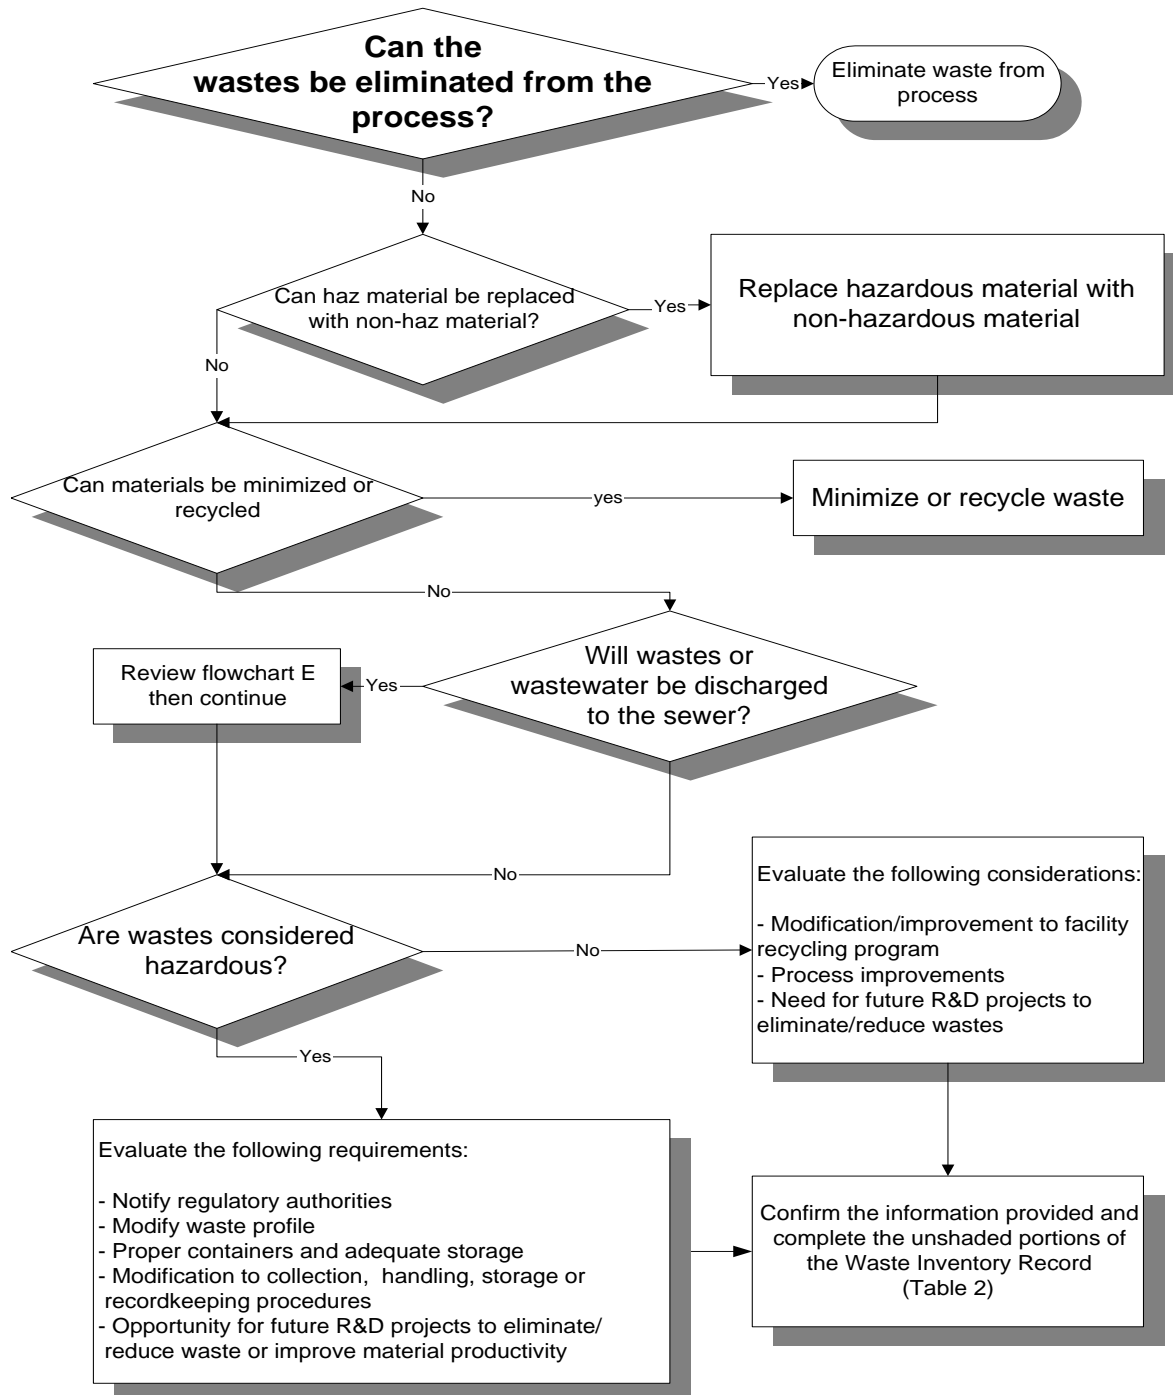 Can the
wastes be eliminated from the
process?
Yes
Eliminate waste from
process
No
Can haz material be replaced
with non-haz material?
Yes
Replace hazardous material with
non-hazardous material
No
Can materials be minimized or
recycled
yes
Minimize or recycle waste
No
Will wastes or
wastewater be discharged
to the sewer?
Yes
Review flowchart E
then continue
No
Are wastes considered
hazardous?
No
Evaluate the following considerations:
- Modification/improvement to facility
recycling program
- Process improvements
- Need for future R&D projects to
eliminate/reduce wastes
Yes
Evaluate the following requirements:
- Notify regulatory authorities
- Modify waste profile
- Proper containers and adequate storage
- Modification to collection, handling, storage or
recordkeeping procedures
- Opportunity for future R&D projects to eliminate/
reduce waste or improve material productivity
Confirm the information provided and
complete the unshaded portions of
the Waste Inventory Record
(Table 2)